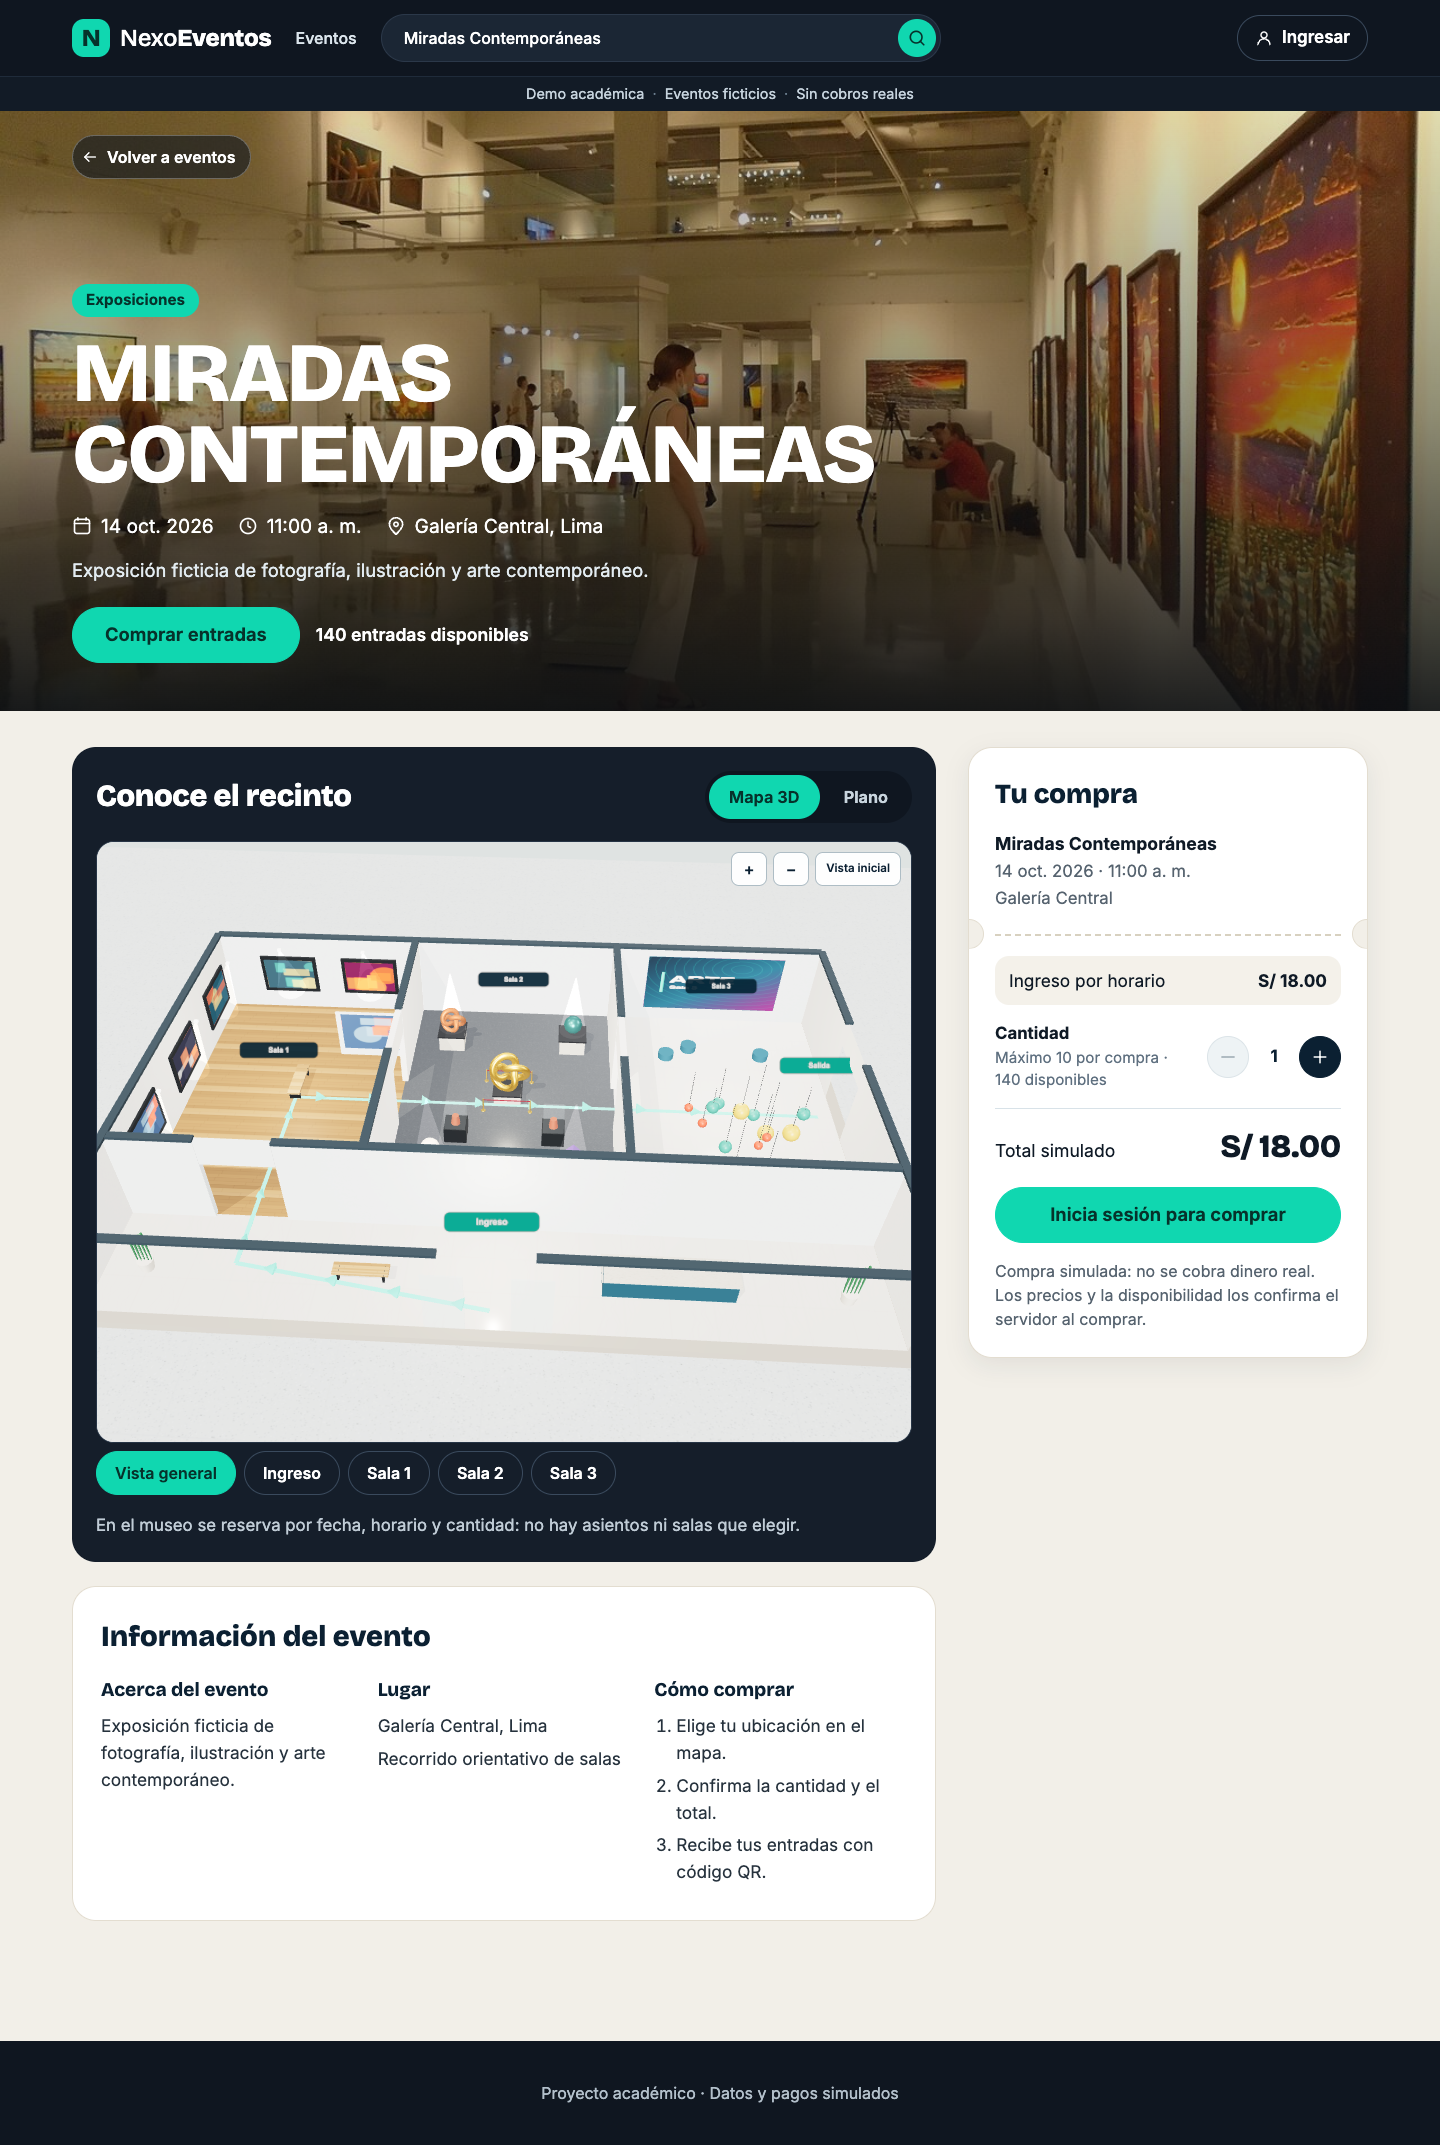 N NexoEventos
Eventos
Miradas Contemporáneas
Ingresar
Demo académica · Eventos ficticios · Sin cobros reales
← Volver a eventos
Exposiciones
MIRADAS
CONTEMPORÁNEAS
14 oct. 2026
11:00 a. m.
Galería Central, Lima
Exposición ficticia de fotografía, ilustración y arte contemporáneo.
Comprar entradas
140 entradas disponibles
Conoce el recinto
Mapa 3D
Plano
+
−
Vista inicial
Sala 2
Sala 3
Sala 1
Salida
Ingreso
Vista general
Ingreso
Sala 1
Sala 2
Sala 3
En el museo se reserva por fecha, horario y cantidad: no hay asientos ni salas que elegir.
Tu compra
Miradas Contemporáneas
14 oct. 2026 · 11:00 a. m.
Galería Central
Ingreso por horario S/ 18.00
Cantidad
Máximo 10 por compra ·
140 disponibles
− 1 +
Total simulado S/ 18.00
Inicia sesión para comprar
Compra simulada: no se cobra dinero real.
Los precios y la disponibilidad los confirma el
servidor al comprar.
Información del evento
Acerca del evento
Exposición ficticia de
fotografía, ilustración y arte
contemporáneo.
Lugar
Galería Central, Lima
Recorrido orientativo de salas
Cómo comprar
1. Elige tu ubicación en el
mapa.
2. Confirma la cantidad y el
total.
3. Recibe tus entradas con
código QR.
Proyecto académico · Datos y pagos simulados